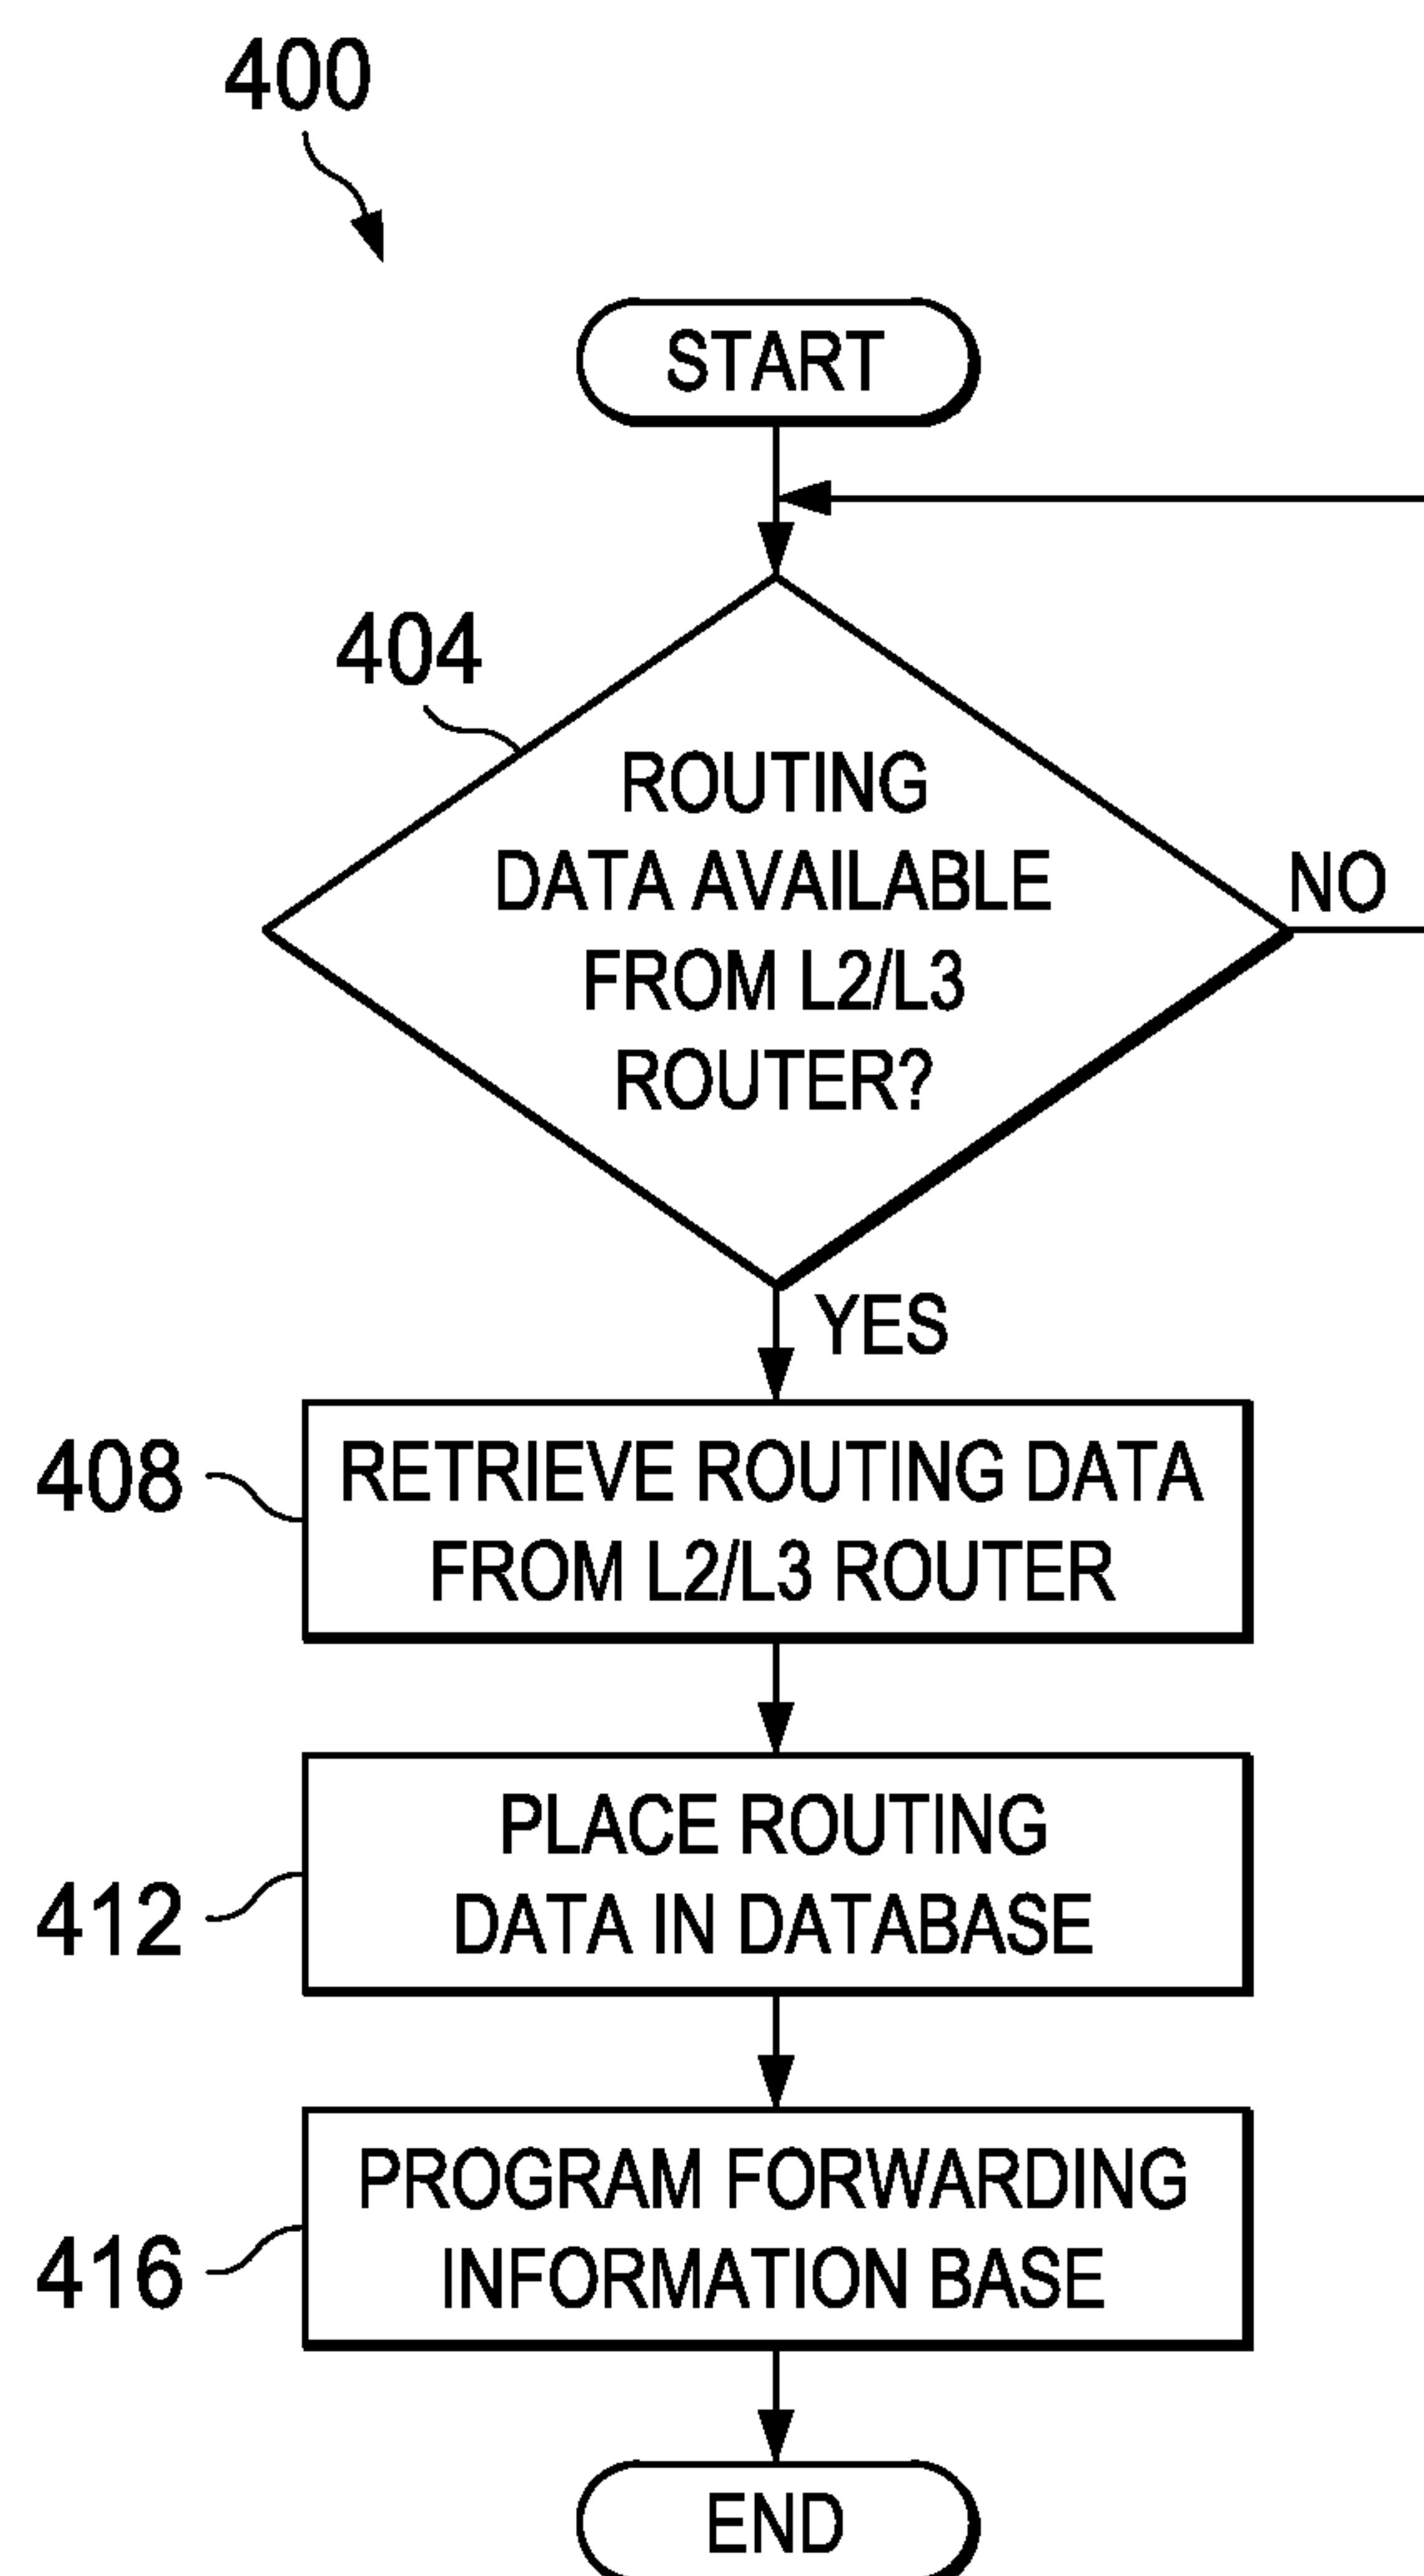 400
START
404
ROUTING
DATA AVAILABLE
FROM L2/L3
ROUTER?
NO
YES
408
RETRIEVE ROUTING DATA
FROM L2/L3 ROUTER
412
PLACE ROUTING
DATA IN DATABASE
416
PROGRAM FORWARDING
INFORMATION BASE
END